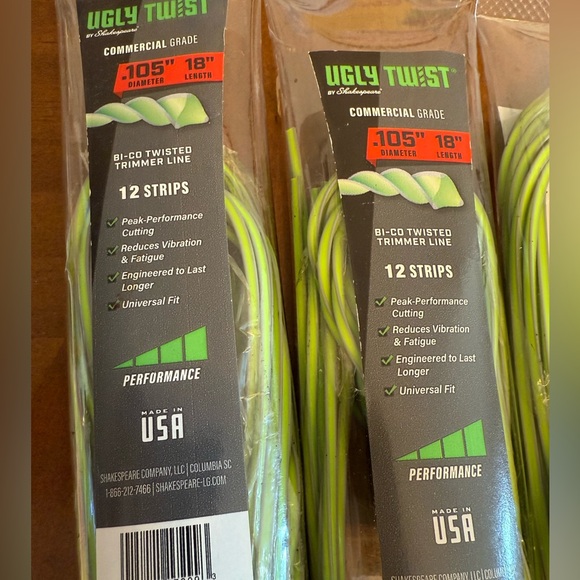 UGLY TWIST
BY Shakespeare
COMMERCIAL GRADE
.105" 18"
DIAMETER LENGTH
BI-CO TWISTED
TRIMMER LINE
12 STRIPS
Peak-Performance
Cutting
Reduces Vibration
& Fatigue
Engineered to Last
Longer
Universal Fit
PERFORMANCE
MADE IN
USA
SHAKESPEARE COMPANY, LLC | COLUMBIA SC
1-866-212-7466 | SHAKESPEARE-LG.COM
UGLY TWIST
BY Shakespeare
COMMERCIAL GRADE
.105" 18"
DIAMETER LENGTH
BI-CO TWISTED
TRIMMER LINE
12 STRIPS
Peak-Performance
Cutting
Reduces Vibration
& Fatigue
Engineered to Last
Longer
Universal Fit
PERFORMANCE
MADE IN
USA
SHAKESPEARE COMPANY, LLC | COLUM